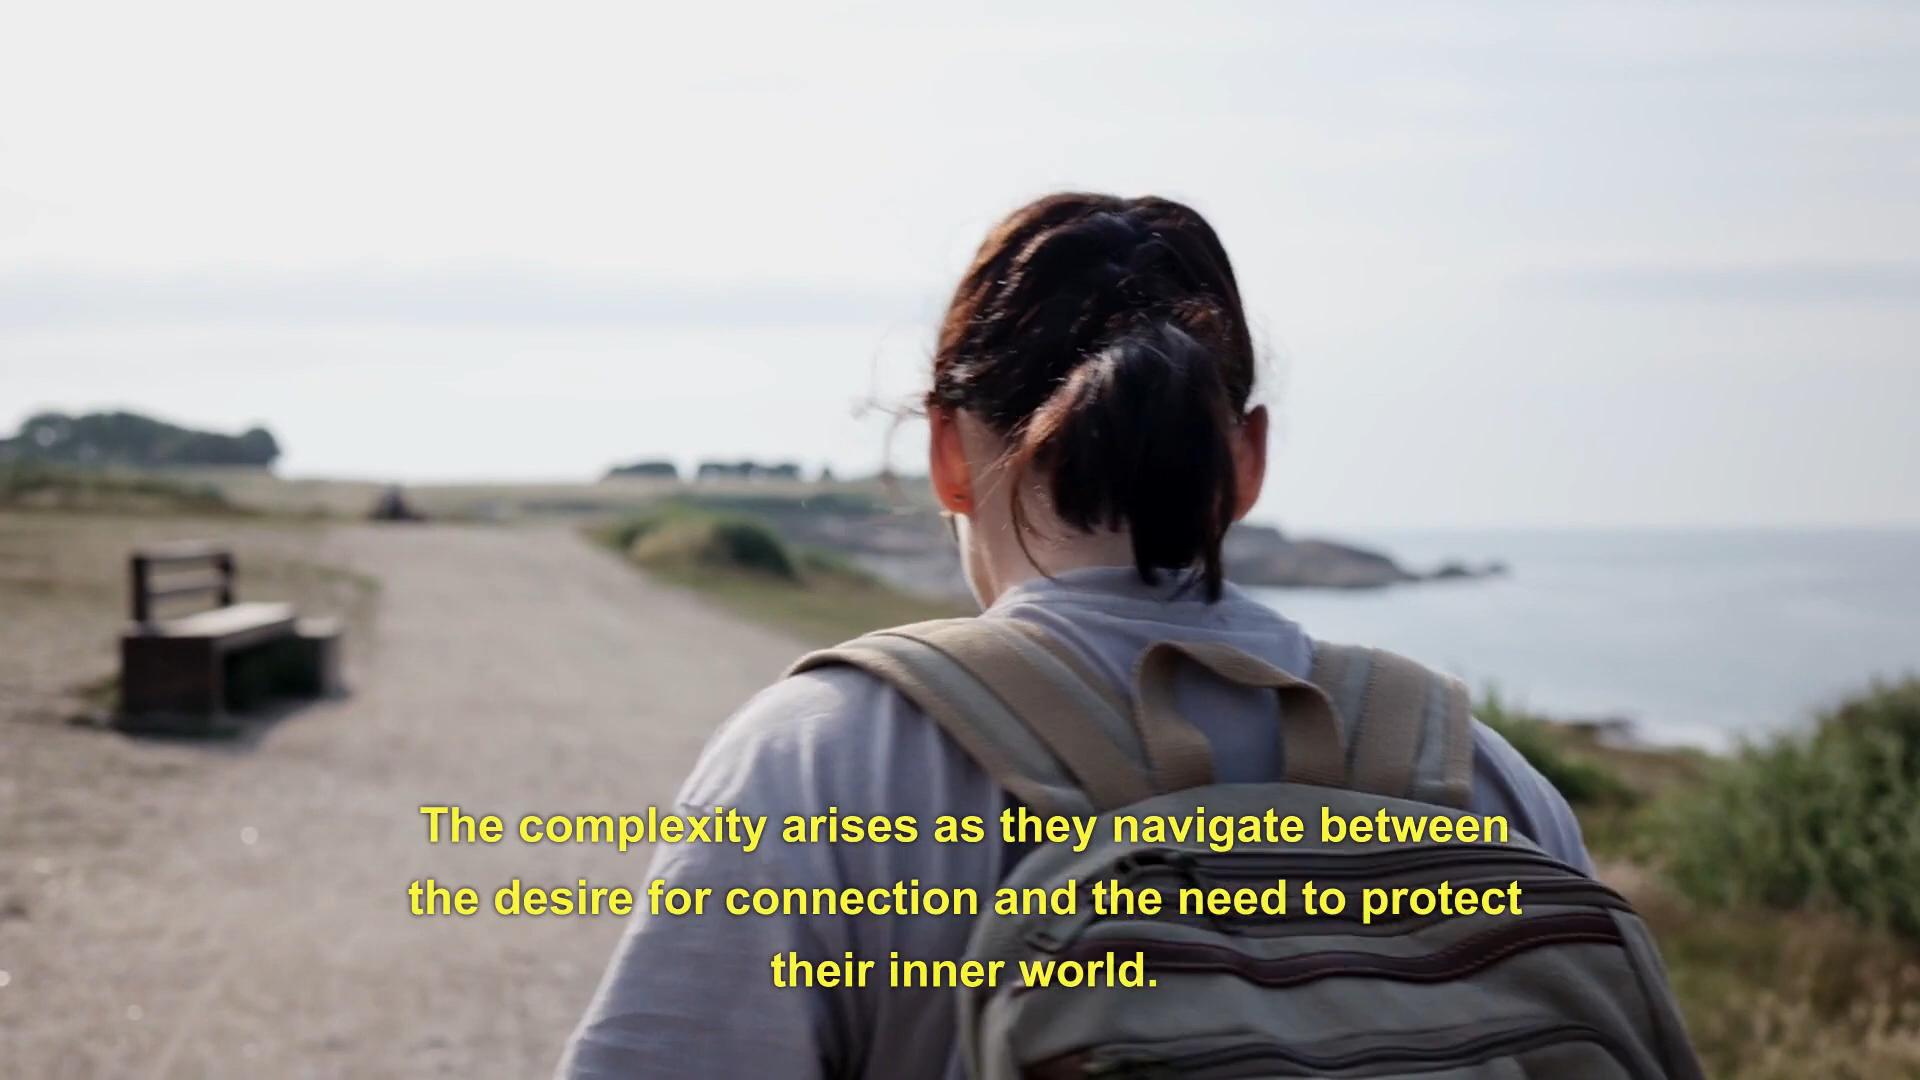 The complexity arises as they navigate between
the desire for connection and the need to protect
their inner world.